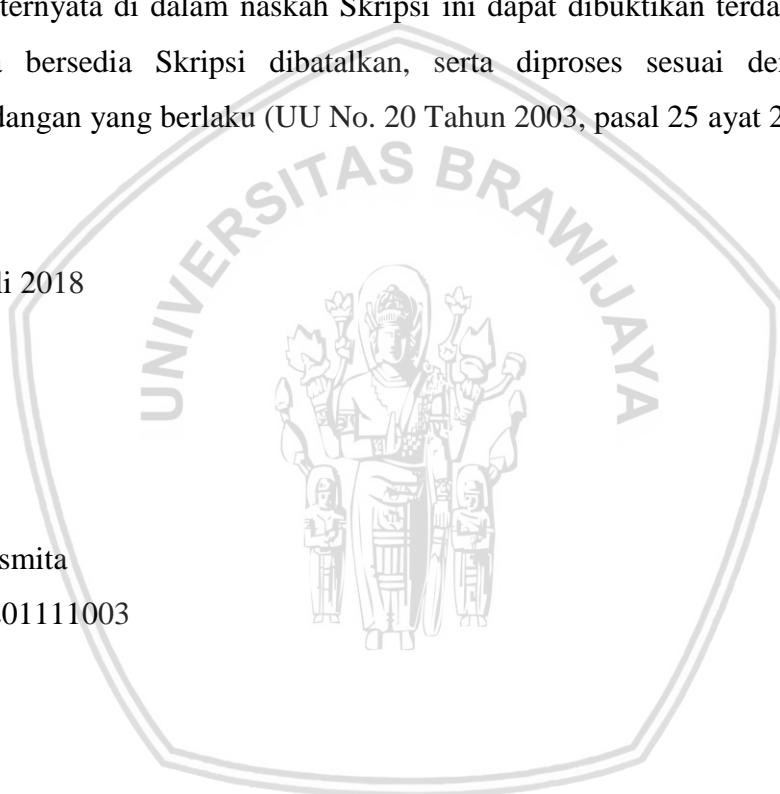 ternyata di dalam naskah Skripsi ini dapat dibuktikan terda
bersedia Skripsi dibatalkan, serta diproses sesuai de
dangan yang berlaku (UU No. 20 Tahun 2003, pasal 25 ayat 2
li 2018
smita
01111003
UNIVERSITAS BRAWIJAYA